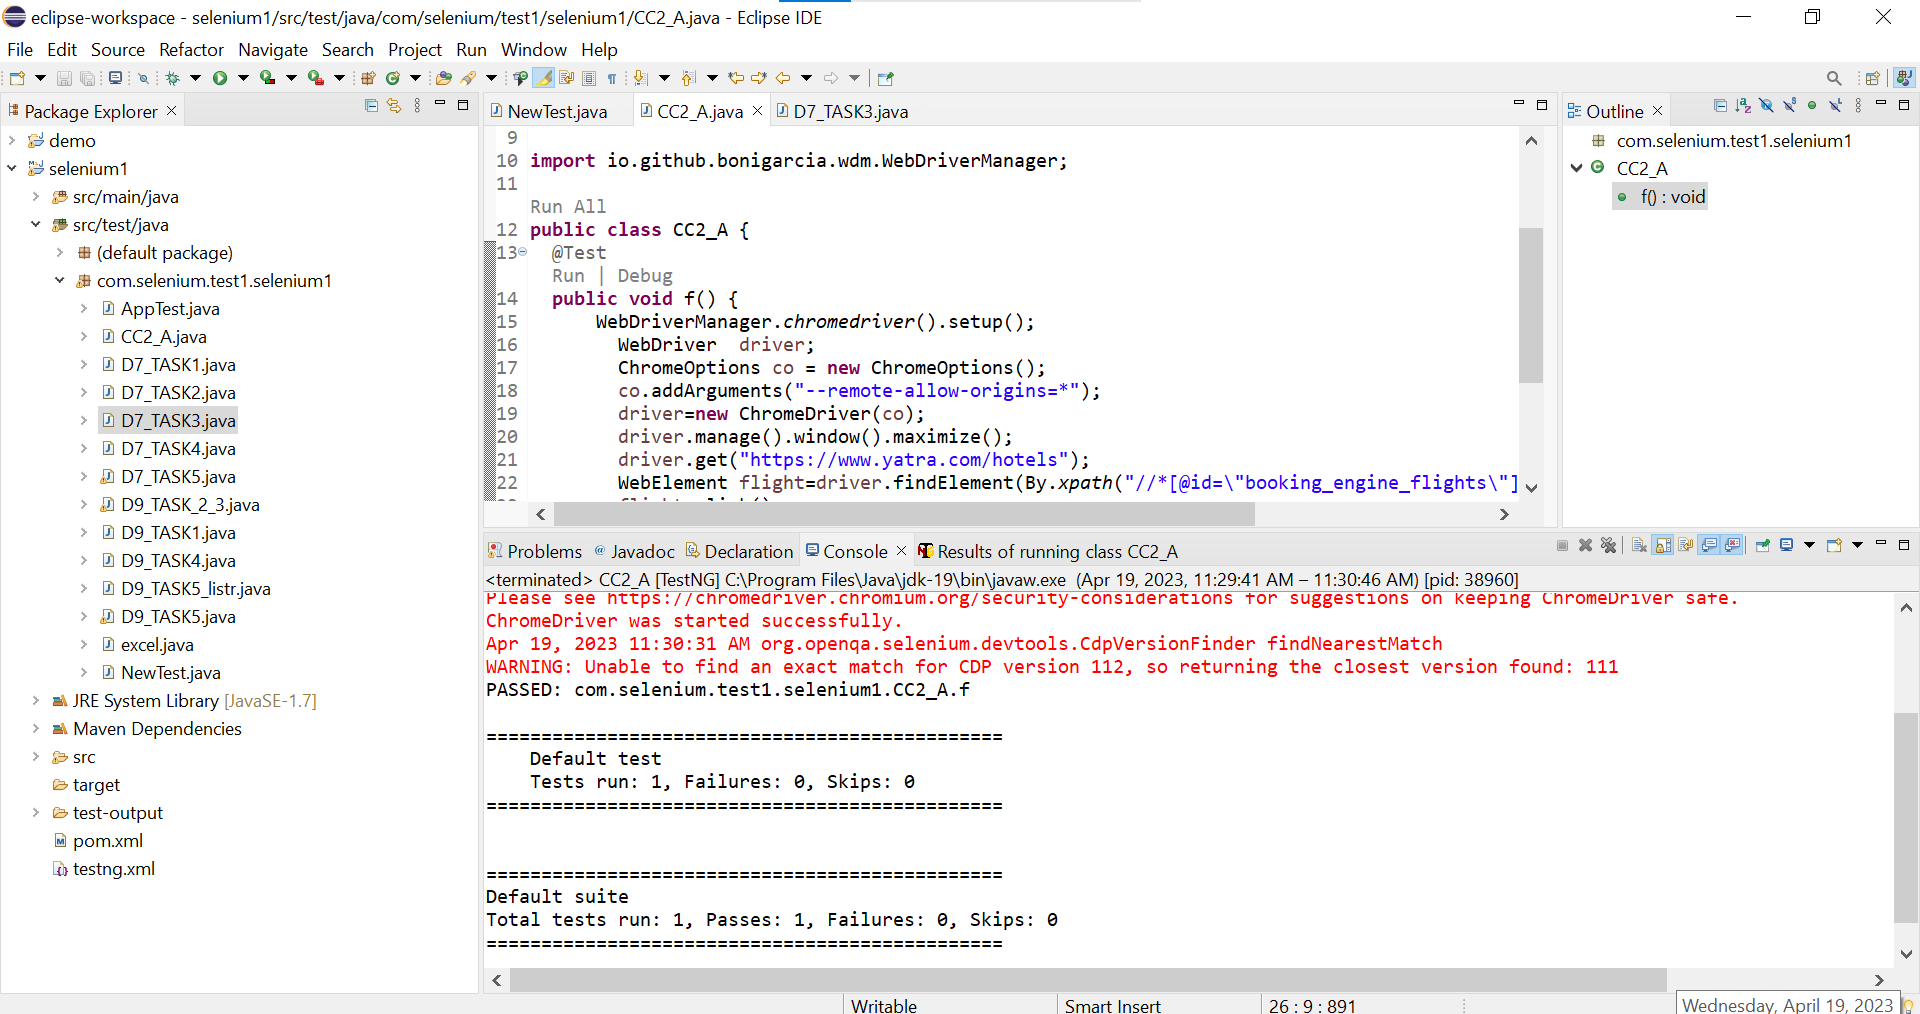 eclipse-workspace - selenium1/src/test/java/com/selenium/test1/selenium1/CC2_A.java - Eclipse IDE
File Edit Source Refactor Navigate Search Project Run Window Help
Package Explorer
demo
selenium1
src/main/java
src/test/java
(default package)
com.selenium.test1.selenium1
AppTest.java
CC2_A.java
D7_TASK1.java
D7_TASK2.java
D7_TASK3.java
D7_TASK4.java
D7_TASK5.java
D9_TASK_2_3.java
D9_TASK1.java
D9_TASK4.java
D9_TASK5_listr.java
D9_TASK5.java
excel.java
NewTest.java
JRE System Library [JavaSE-1.7]
Maven Dependencies
src
target
test-output
pom.xml
testng.xml
NewTest.java CC2_A.java D7_TASK3.java
9
10 import io.github.bonigarcia.wdm.WebDriverManager;
11
Run All
12 public class CC2_A {
13 @Test
Run | Debug
14 public void f() {
15 WebDriverManager.chromedriver().setup();
16 WebDriver driver;
17 ChromeOptions co = new ChromeOptions();
18 co.addArguments("--remote-allow-origins=*");
19 driver=new ChromeDriver(co);
20 driver.manage().window().maximize();
21 driver.get("https://www.yatra.com/hotels");
22 WebElement flight=driver.findElement(By.xpath("//*[@id=\"booking_engine_flights\"]
Outline
com.selenium.test1.selenium1
CC2_A
f() : void
Problems Javadoc Declaration Console Results of running class CC2_A
<terminated> CC2_A [TestNG] C:\Program Files\Java\jdk-19\bin\javaw.exe (Apr 19, 2023, 11:29:41 AM – 11:30:46 AM) [pid: 38960]
Please see https://chromedriver.chromium.org/security-considerations for suggestions on keeping ChromeDriver safe.
ChromeDriver was started successfully.
Apr 19, 2023 11:30:31 AM org.openqa.selenium.devtools.CdpVersionFinder findNearestMatch
WARNING: Unable to find an exact match for CDP version 112, so returning the closest version found: 111
PASSED: com.selenium.test1.selenium1.CC2_A.f
===============================================
Default test
Tests run: 1, Failures: 0, Skips: 0
===============================================
===============================================
Default suite
Total tests run: 1, Passes: 1, Failures: 0, Skips: 0
===============================================
Writable Smart Insert 26 : 9 : 891
Wednesday, April 19, 2023